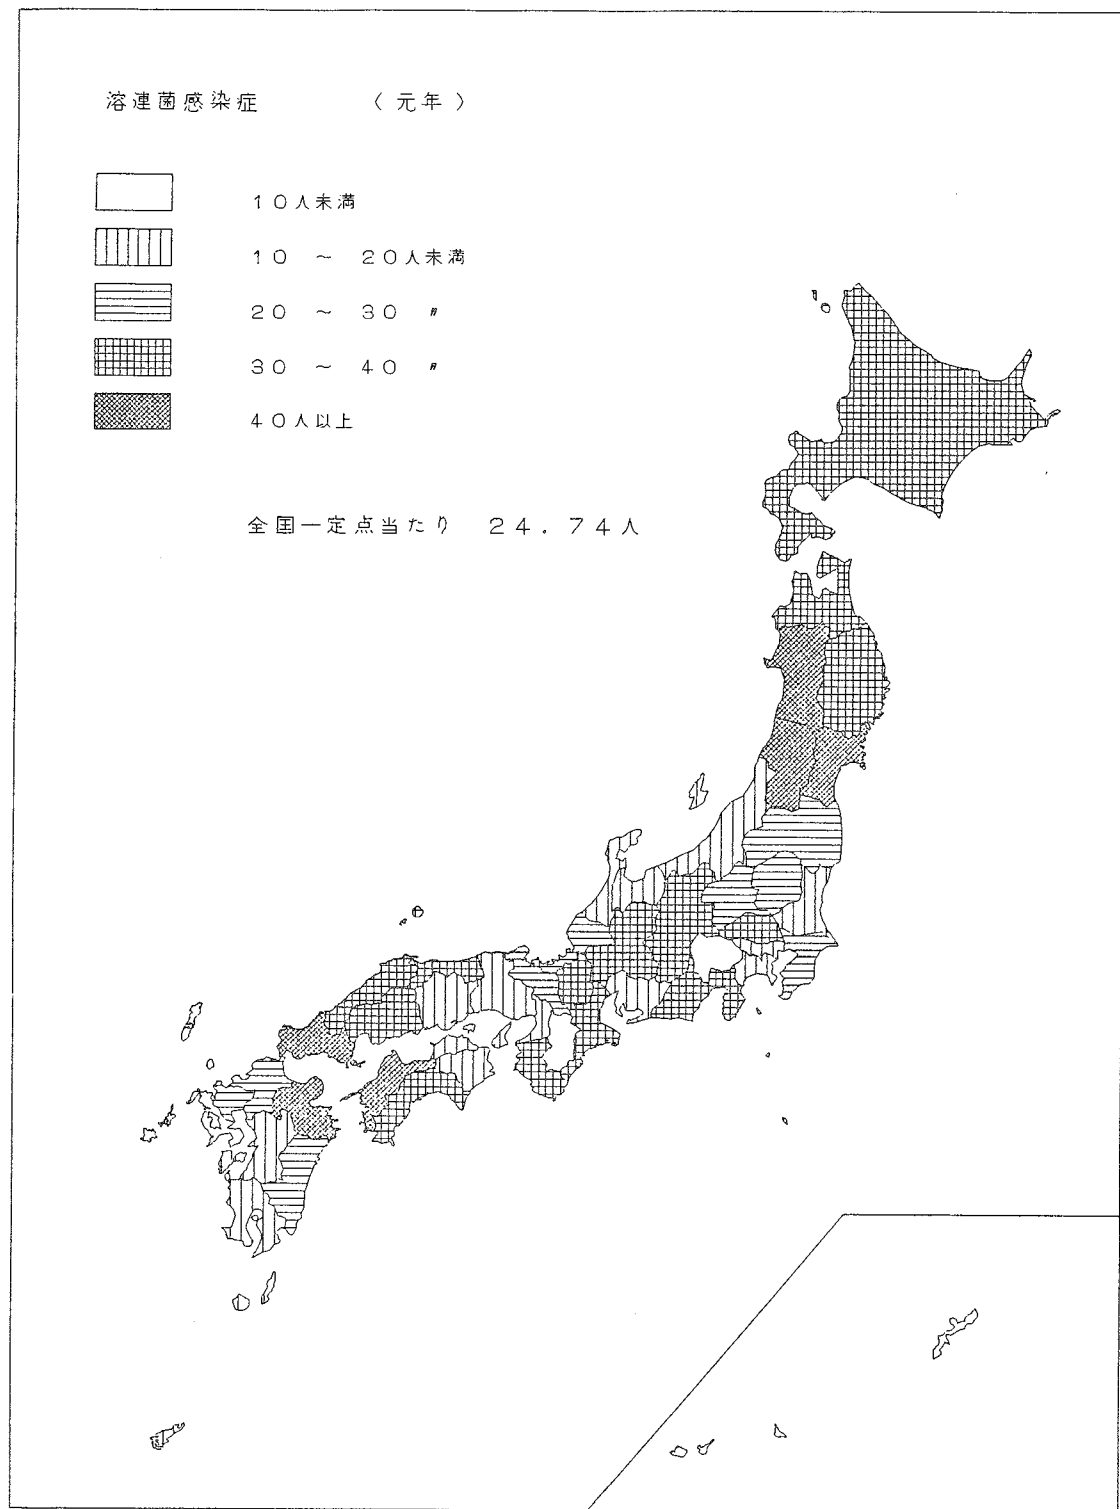 溶連菌感染症 （元年）
10人未満
10 ～ 20人未満
20 ～ 30 〃
30 ～ 40 〃
40人以上
全国一定点当たり 24.74人